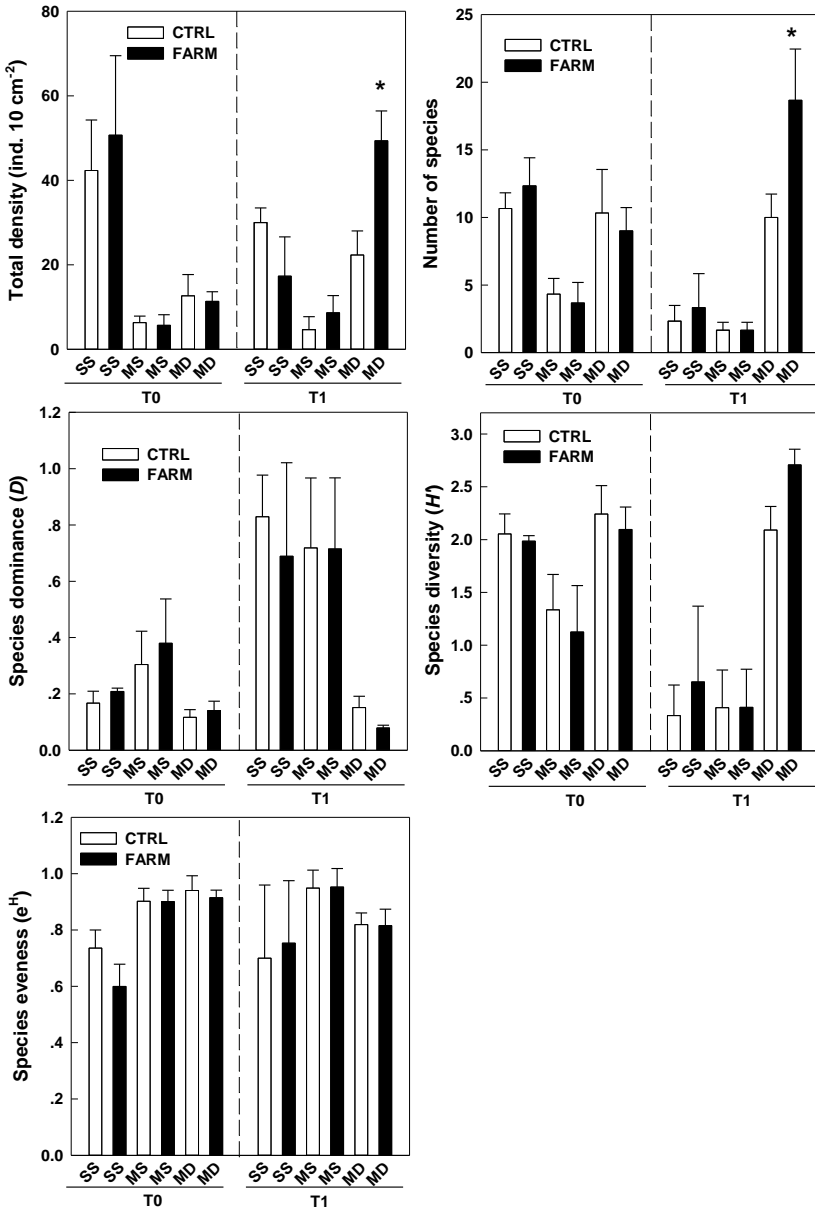 Total density (ind. 10 cm-2)
80
60
40
20
0
CTRL
FARM
*
SS SS MS MS MD MD SS SS MS MS MD MD
T0 T1
Number of species
25
20
15
10
5
0
CTRL
FARM
*
SS SS MS MS MD MD SS SS MS MS MD MD
T0 T1
Species dominance (D)
1.2
1.0
.8
.6
.4
.2
0.0
CTRL
FARM
SS SS MS MS MD MD SS SS MS MS MD MD
T0 T1
Species diversity (H')
3.0
2.5
2.0
1.5
1.0
.5
0.0
CTRL
FARM
SS SS MS MS MD MD SS SS MS MS MD MD
T0 T1
Species eveness (eH)
1.2
1.0
.8
.6
.4
.2
0.0
CTRL
FARM
SS SS MS MS MD MD SS SS MS MS MD MD
T0 T1